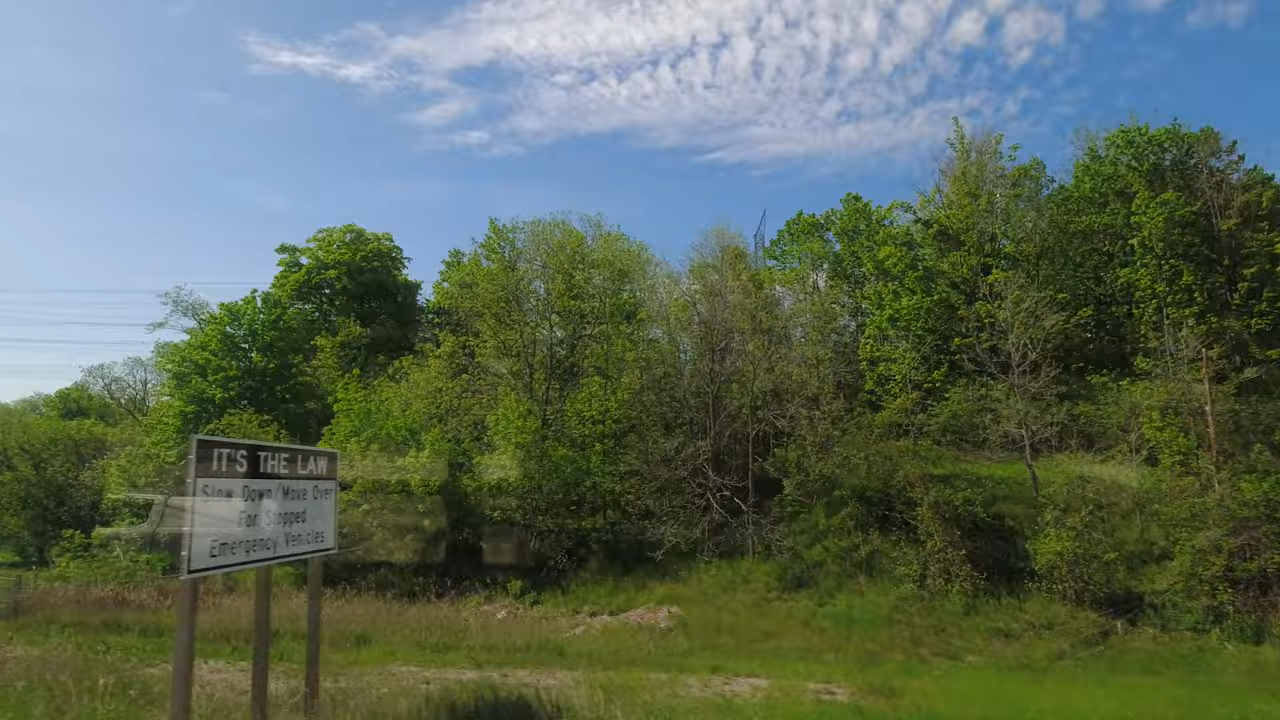 IT'S THE LAW
Slow Down/Move Over
For Stopped
Emergency Vehicles